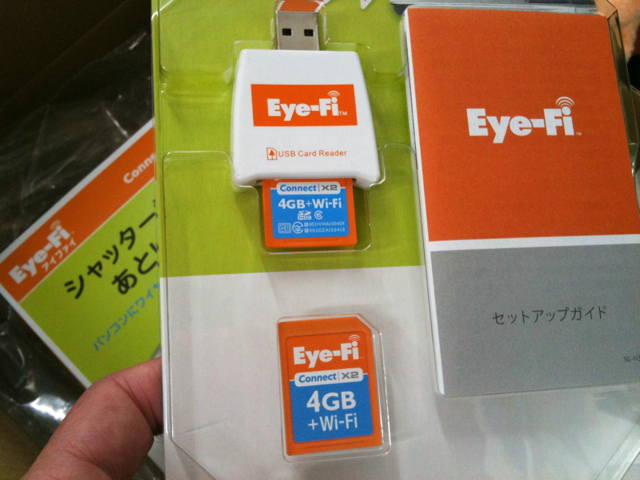 Eye-Fi™
USB Card Reader
Connect X2
4GB+Wi-Fi
Eye-Fi
Connect X2
4GB
+Wi-Fi
Eye-Fi™
セットアップガイド
Connect
Eye-Fi
アイファイ
シャッター
あと
パソコンにワイ